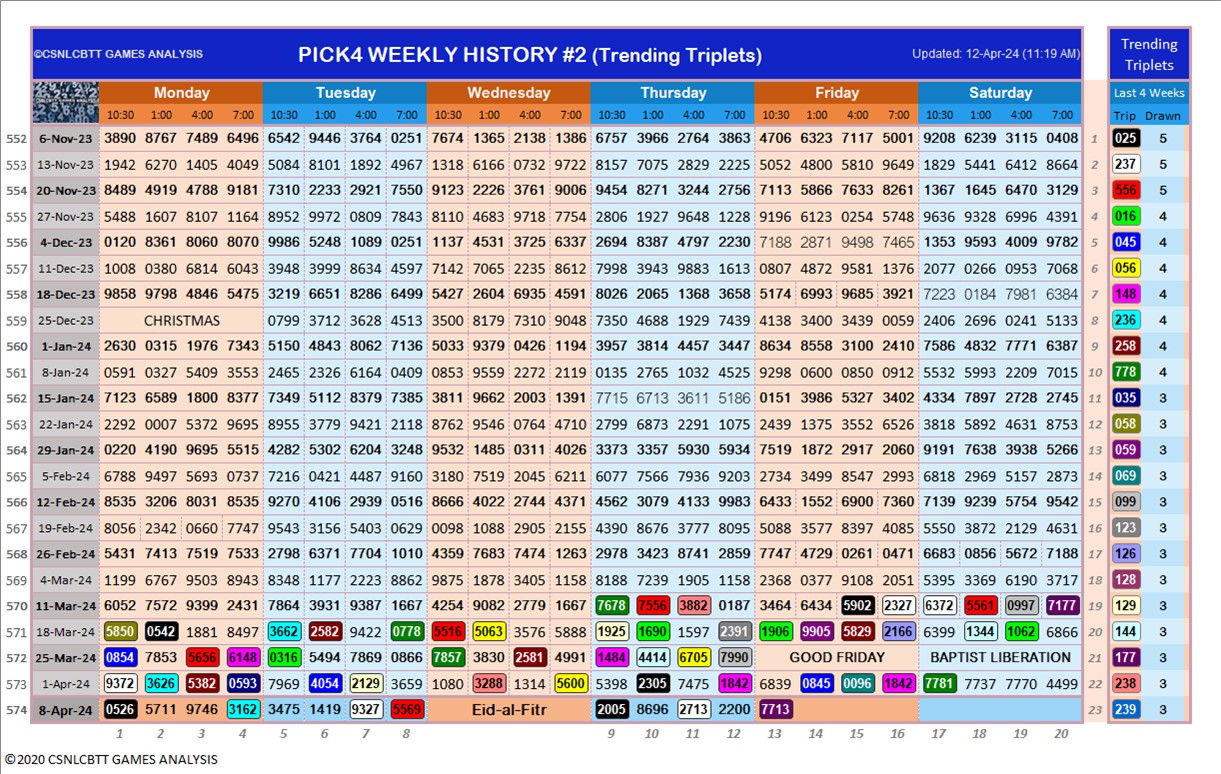 ©CSNLCBTT GAMES ANALYSIS PICK4 WEEKLY HISTORY #2 (Trending Triplets) Updated: 12-Apr-24 (11:19 AM) Trending Triplets
Monday Tuesday Wednesday Thursday Friday Saturday Last 4 Weeks
10:30 1:00 4:00 7:00 10:30 1:00 4:00 7:00 10:30 1:00 4:00 7:00 10:30 1:00 4:00 7:00 10:30 1:00 4:00 7:00 10:30 1:00 4:00 7:00 Trip Drawn
552 6-Nov-23 3890 8767 7489 6496 6542 9446 3764 0251 7674 1365 2138 1386 6757 3966 2764 3863 4706 6323 7117 5001 9208 6239 3115 0408 1 025 5
553 13-Nov-23 1942 6270 1405 4049 5084 8101 1892 4967 1318 6166 0732 9722 8157 7075 2829 2225 5052 4800 5810 9649 1829 5441 6412 8664 2 237 5
554 20-Nov-23 8489 4919 4788 9181 7310 2233 2921 7550 9123 2226 3761 9006 9454 8271 3244 2756 7113 5866 7633 8261 1367 1645 6470 3129 3 556 5
555 27-Nov-23 5488 1607 8107 1164 8952 9972 0809 7843 8110 4683 9718 7754 2806 1927 9648 1228 9196 6123 0254 5748 9636 9328 6996 4391 4 016 4
556 4-Dec-23 0120 8361 8060 8070 9986 5248 1089 0251 1137 4531 3725 6337 2694 8387 4797 2230 7188 2871 9498 7465 1353 9593 4009 9782 5 045 4
557 11-Dec-23 1008 0380 6814 6043 3948 3999 8634 4597 7142 7065 2235 8612 7998 3943 9883 1613 0807 4872 9581 1376 2077 0266 0953 7068 6 056 4
558 18-Dec-23 9858 9798 4846 5475 3219 6651 8286 6499 5427 2604 6935 4591 8026 2065 1368 3658 5174 6993 9685 3921 7223 0184 7981 6384 7 148 4
559 25-Dec-23 CHRISTMAS 0799 3712 3628 4513 3500 8179 7310 9048 7350 4688 1929 7439 4138 3400 3439 0059 2406 2696 0241 5133 8 236 4
560 1-Jan-24 2630 0315 1976 7343 5150 4843 8062 7136 5033 9379 0426 1194 3957 3814 4457 3447 8634 8558 3100 2410 7586 4832 7771 6387 9 258 4
561 8-Jan-24 0591 0327 5409 3553 2465 2326 6164 0409 0853 9559 2272 2119 0135 2765 1032 4525 9298 0600 0850 0912 5532 5993 2209 7015 10 778 4
562 15-Jan-24 7123 6589 1800 8377 7349 5112 8379 7385 3811 9662 2003 1391 7715 6713 3611 5186 0151 3986 5327 3402 4334 7897 2728 2745 11 035 3
563 22-Jan-24 2292 0007 5372 9695 8955 3779 9421 2118 8762 9546 0764 4710 2799 6873 2291 1075 2439 1375 3552 6526 3818 5892 4631 8753 12 058 3
564 29-Jan-24 0220 4190 9695 5515 4282 5302 6204 3248 9532 1485 0311 4026 3373 3357 5530 5934 7519 1872 2917 2060 9191 7638 3938 5266 13 059 3
565 5-Feb-24 6788 9497 5693 0737 7216 0421 4487 9160 3180 7519 2045 6211 6077 7566 7936 9203 2734 3499 8547 2993 6818 2969 5157 2873 14 069 3
566 12-Feb-24 8535 3206 8031 8535 9270 4106 2939 0516 8666 4022 2744 4371 4562 3079 4133 9983 6433 1552 6900 7360 7139 9239 5754 9542 15 099 3
567 19-Feb-24 8056 2342 0660 7747 9543 3156 5403 0629 0098 1088 2905 2155 4390 8676 3777 8095 5088 3577 8397 4085 5550 3872 2129 4631 16 123 3
568 26-Feb-24 5431 7413 7519 7533 2798 6371 7704 1010 4359 7683 7474 1263 2978 3423 8741 2859 7747 4729 0261 0471 6683 0856 5672 7188 17 126 3
569 4-Mar-24 1199 6767 9503 8943 8348 1177 2223 8862 9875 1878 3405 1158 8188 7239 1905 1158 2368 0377 9108 2051 5395 3369 6190 3717 18 128 3
570 11-Mar-24 6052 7572 9399 2431 7864 3931 9387 1667 4254 9082 2779 1667 7678 7556 3882 0187 3464 6434 5902 2327 6372 5561 0997 7177 19 129 3
571 18-Mar-24 5850 0542 1881 8497 3662 2582 9422 0778 5516 5063 3576 5888 1925 1690 1597 2391 1906 9905 5829 2166 6399 1344 1062 6866 20 144 3
572 25-Mar-24 0854 7853 5656 6148 0316 5494 7869 0866 7857 3830 2581 4991 1484 4414 6705 7990 GOOD FRIDAY BAPTIST LIBERATION 21 177 3
573 1-Apr-24 9372 3626 5382 0593 7969 4054 2129 3659 1080 3288 1314 5600 5398 2305 7475 1842 6839 0845 0096 1842 7781 7737 7770 4499 22 238 3
574 8-Apr-24 0526 5711 9746 3162 3475 1419 9327 5569 Eid-al-Fitr 2005 8696 2713 2200 7713 23 239 3
1 2 3 4 5 6 7 8 9 10 11 12 13 14 15 16 17 18 19 20
©2020 CSNLCBTT GAMES ANALYSIS